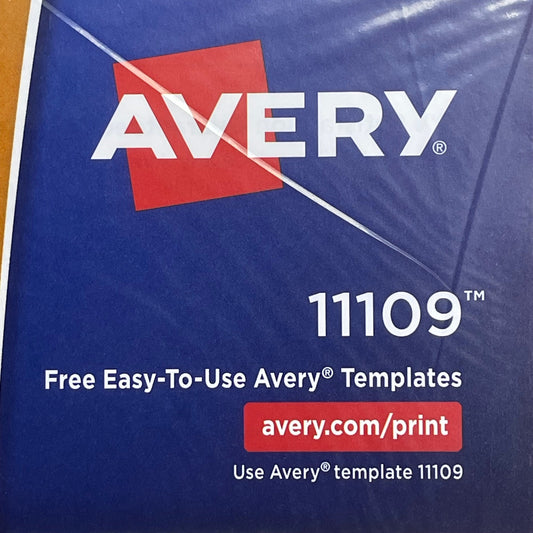 AVERY®
11109™
Free Easy-To-Use Avery® Templates
avery.com/print
Use Avery® template 11109